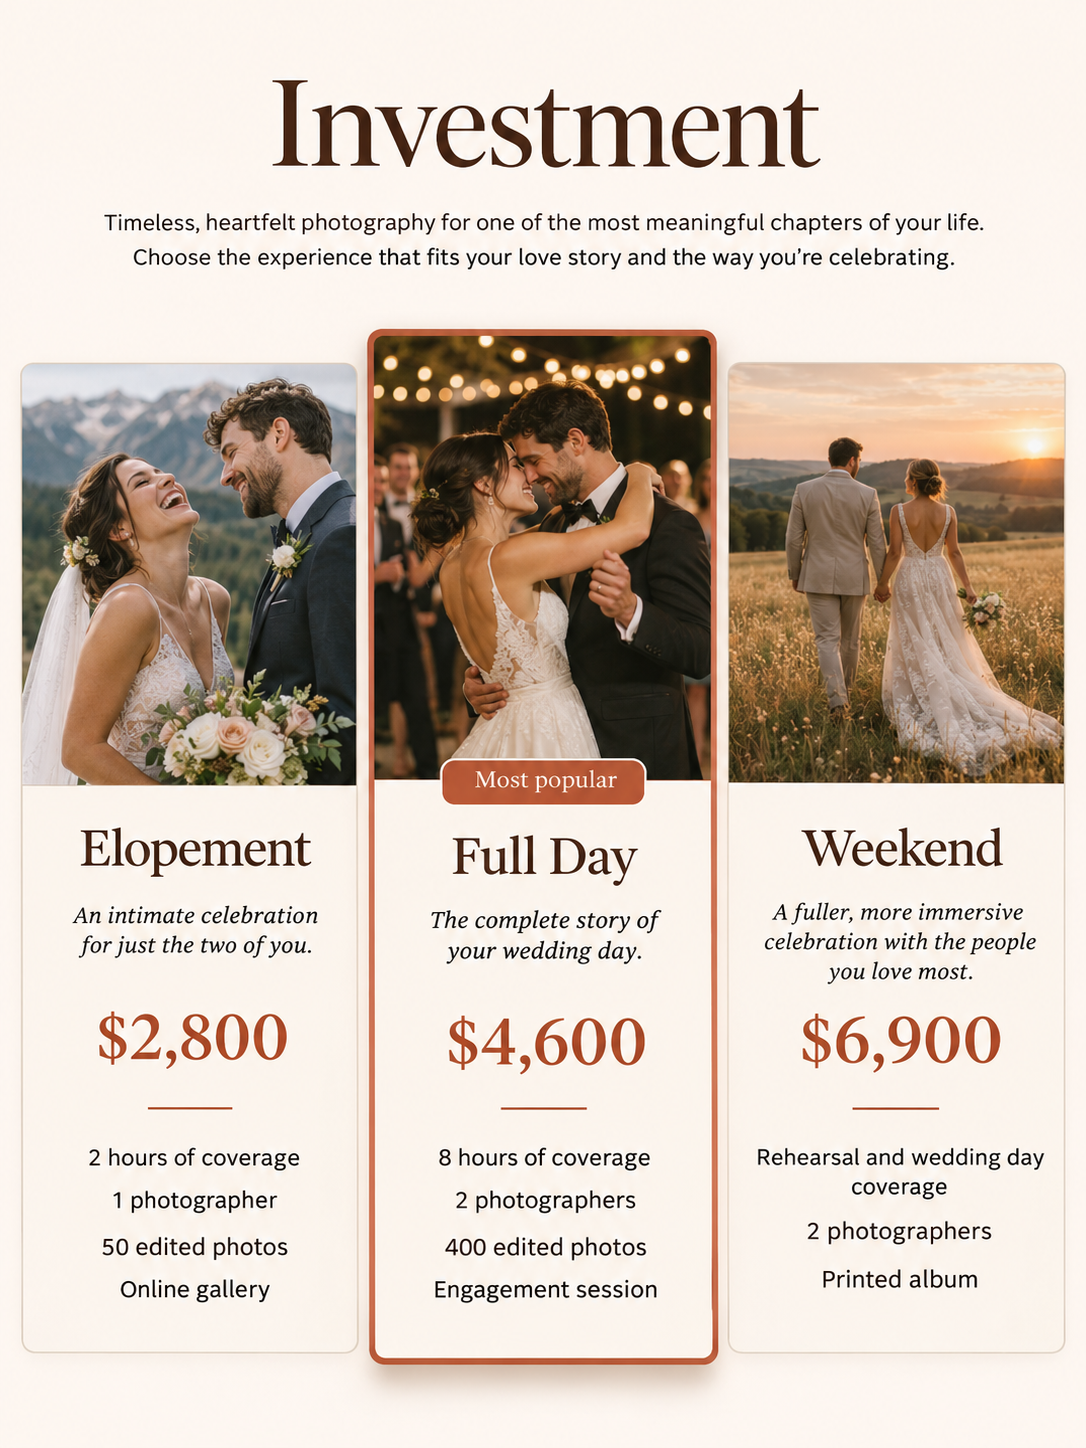 Investment
Timeless, heartfelt photography for one of the most meaningful chapters of your life.
Choose the experience that fits your love story and the way you’re celebrating.
Elopement
An intimate celebration
for just the two of you.
$2,800
2 hours of coverage
1 photographer
50 edited photos
Online gallery
Most popular
Full Day
The complete story of
your wedding day.
$4,600
8 hours of coverage
2 photographers
400 edited photos
Engagement session
Weekend
A fuller, more immersive
celebration with the people
you love most.
$6,900
Rehearsal and wedding day
coverage
2 photographers
Printed album